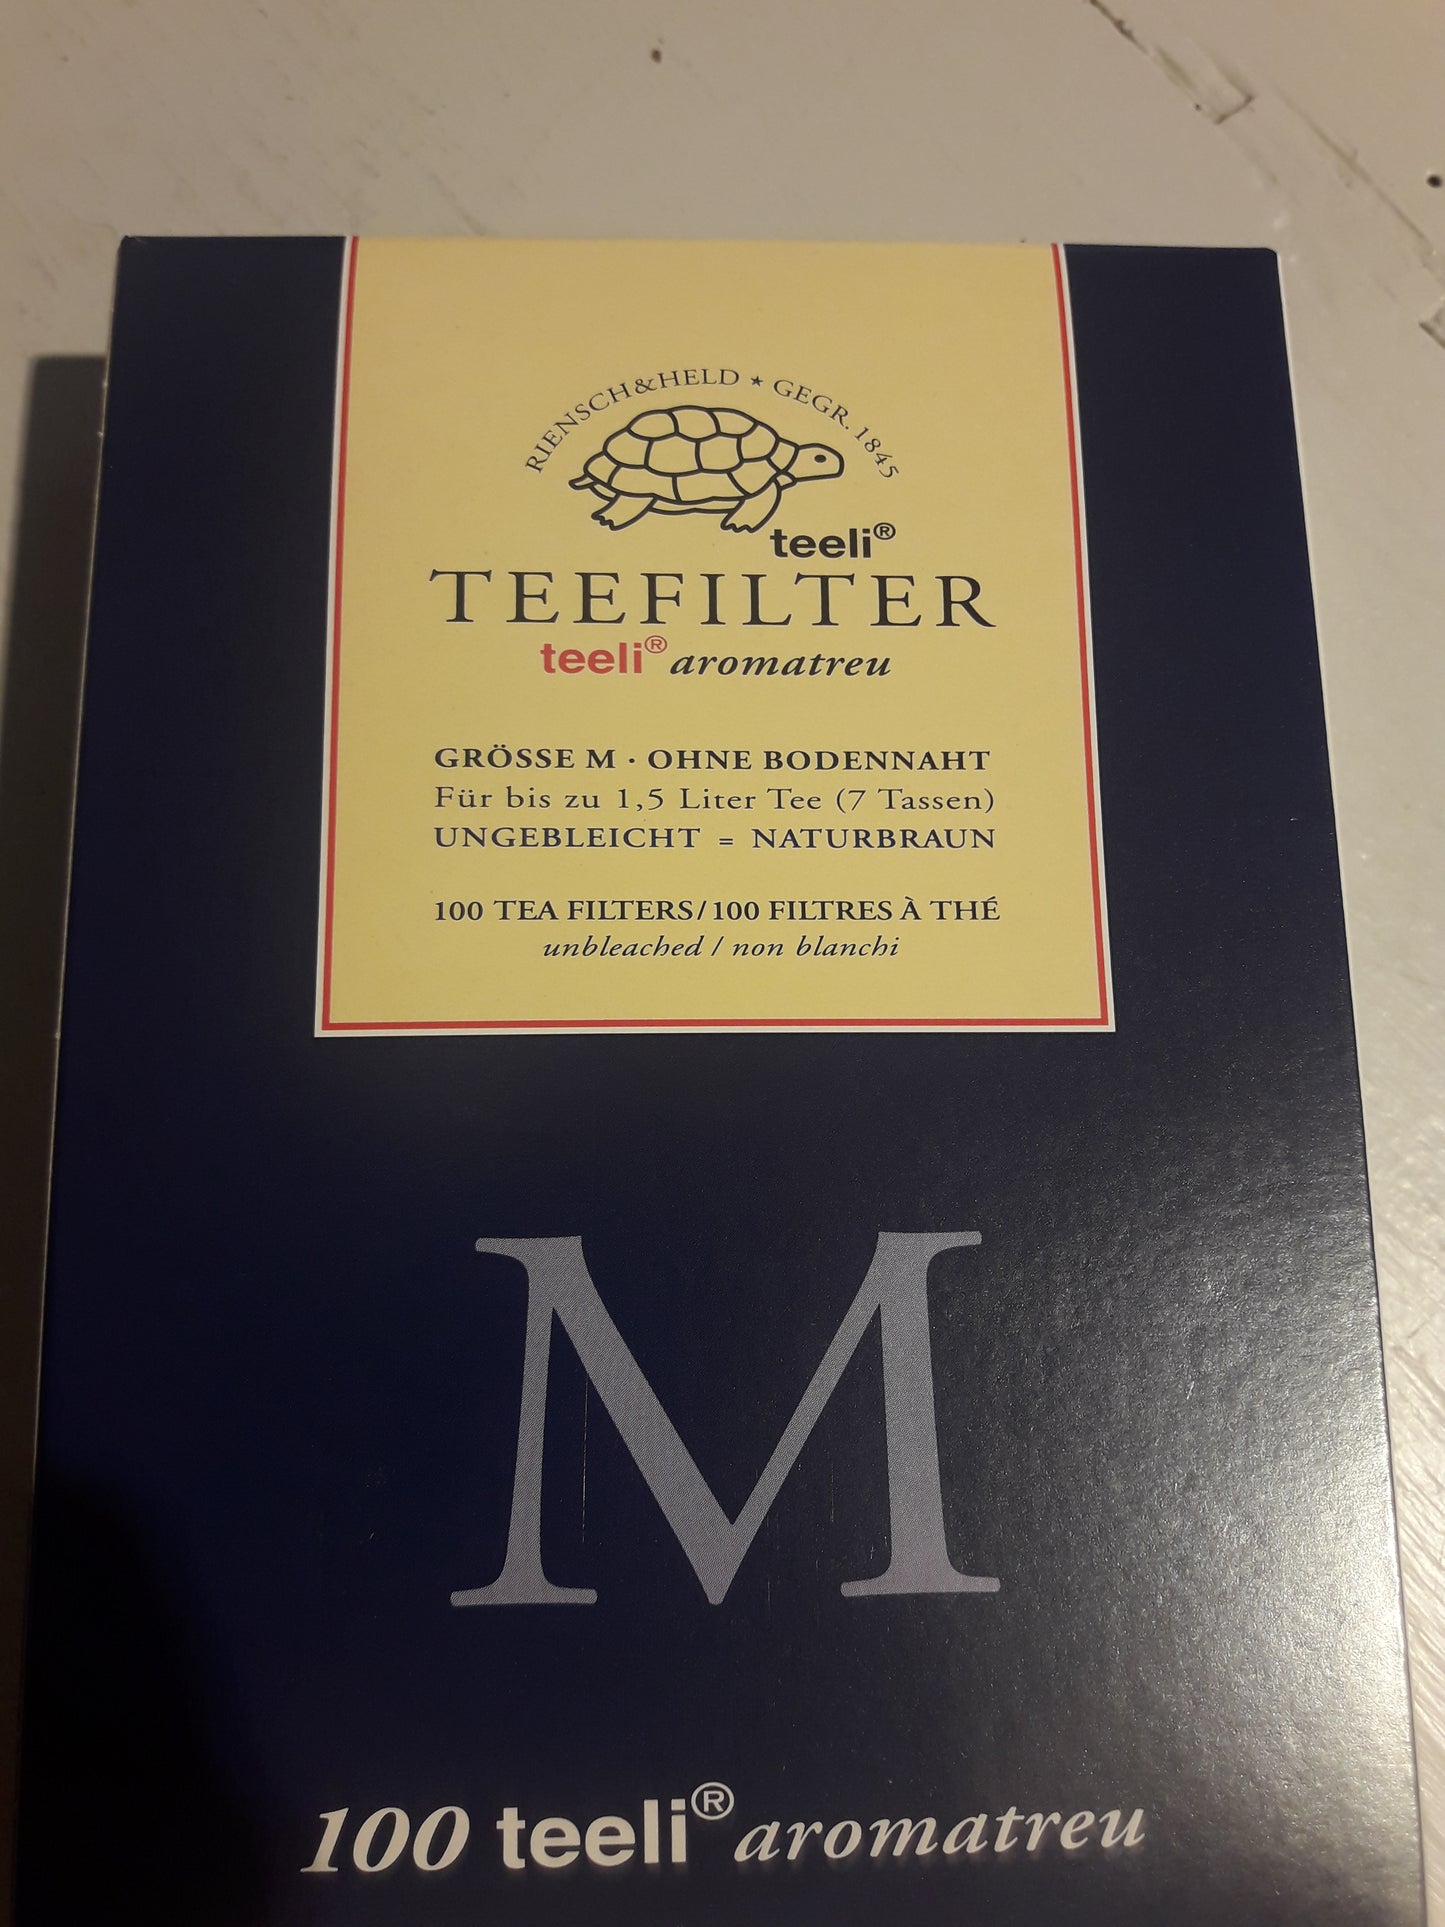 RIENSCH&HELD ★ GEGR. 1845
teeli®
TEEFILTER
teeli® aromatreu
GRÖSSE M · OHNE BODENNAHT
Für bis zu 1,5 Liter Tee (7 Tassen)
UNGEBLEICHT = NATURBRAUN
100 TEA FILTERS/100 FILTRES À THÉ
unbleached / non blanchi
M
100 teeli® aromatreu